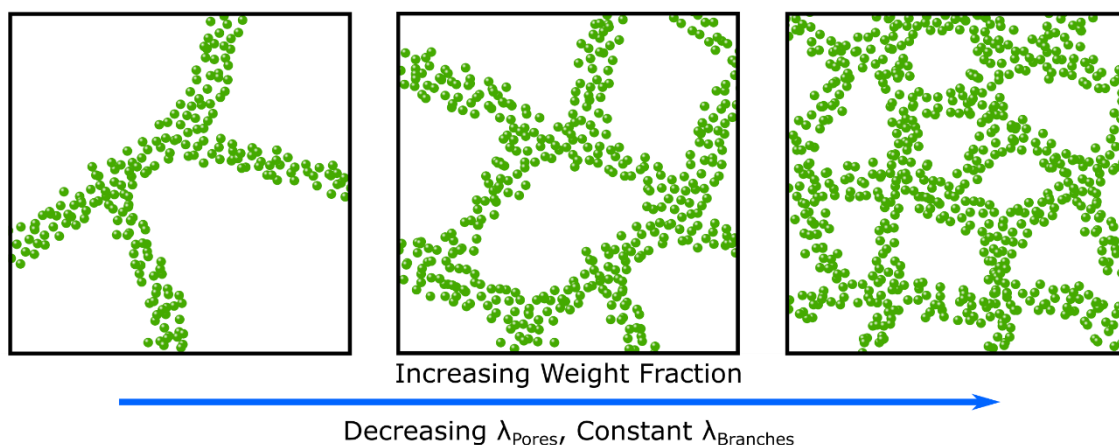 Increasing Weight Fraction
Decreasing λPores, Constant λBranches